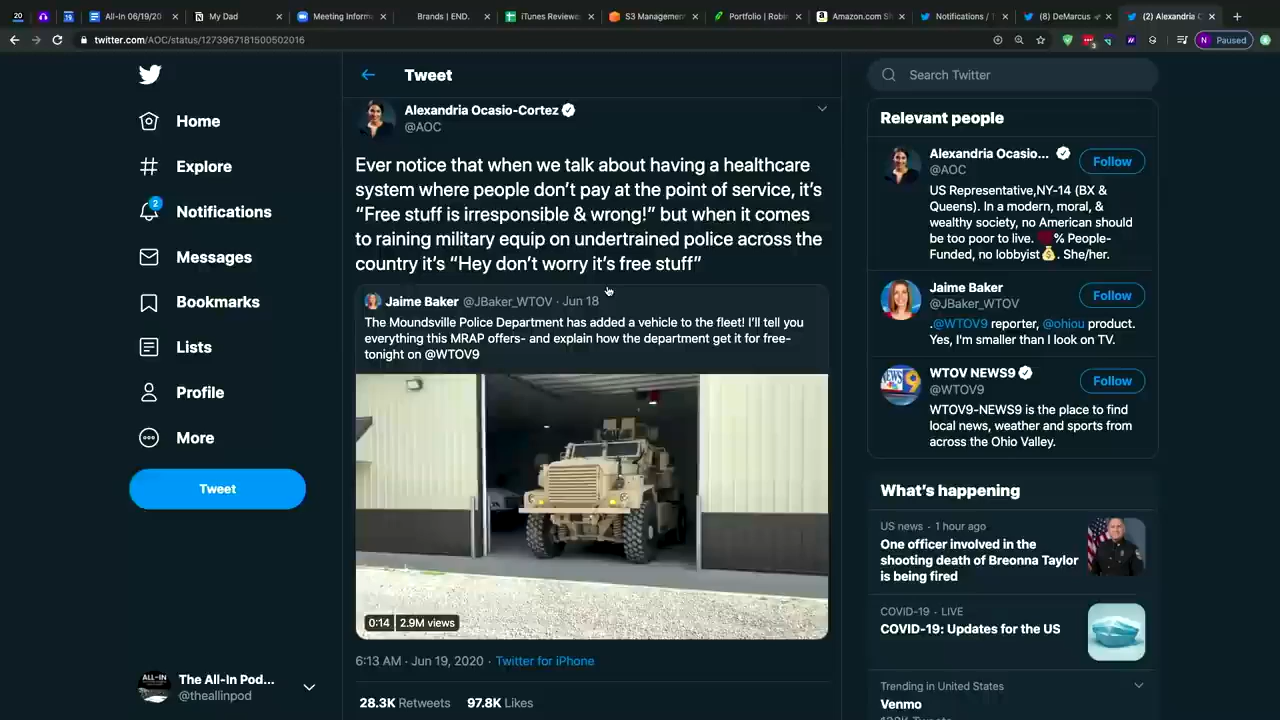 20
All-In 06/19/20
My Dad
Meeting Inform
Brands | END.
iTunes Review
S3 Managemen
Portfolio | Robin
Amazon.com Sh
Notifications /
(8) DeMarcus
(2) Alexandria
twitter.com/AOC/status/1273967181500502016
3
N Paused
Home
Explore
2
Notifications
Messages
Bookmarks
Lists
Profile
More
Tweet
The All-In Pod...
@theallinpod
Tweet
Alexandria Ocasio-Cortez
@AOC
Ever notice that when we talk about having a healthcare
system where people don’t pay at the point of service, it’s
“Free stuff is irresponsible & wrong!” but when it comes
to raining military equip on undertrained police across the
country it’s “Hey don’t worry it’s free stuff”
Jaime Baker @JBaker_WTOV · Jun 18
The Moundsville Police Department has added a vehicle to the fleet! I’ll tell you
everything this MRAP offers- and explain how the department get it for free-
tonight on @WTOV9
0:14 2.9M views
6:13 AM · Jun 19, 2020 · Twitter for iPhone
28.3K Retweets 97.8K Likes
Search Twitter
Relevant people
Alexandria Ocasio...
@AOC
Follow
US Representative,NY-14 (BX &
Queens). In a modern, moral, &
wealthy society, no American should
be too poor to live. % People-
Funded, no lobbyist. She/her.
Jaime Baker
@JBaker_WTOV
Follow
.@WTOV9 reporter, @ohiou product.
Yes, I'm smaller than I look on TV.
WTOV NEWS9
@WTOV9
Follow
WTOV9-NEWS9 is the place to find
local news, weather and sports from
across the Ohio Valley.
What’s happening
US news · 1 hour ago
One officer involved in the
shooting death of Breonna Taylor
is being fired
COVID-19 · LIVE
COVID-19: Updates for the US
Trending in United States
Venmo